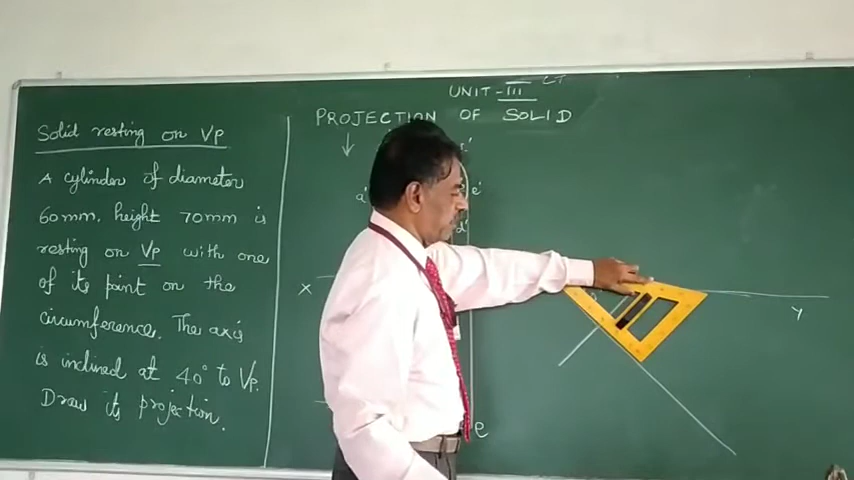 UNIT-III
PROJECTION OF SOLID
Solid resting on VP
A cylinder of diameter
60mm, height 70mm is
resting on VP with one
of its point on the
circumference. The axis
is inclined at 40° to VP.
Draw its projection.
a'
e'
d'
X
Y
e